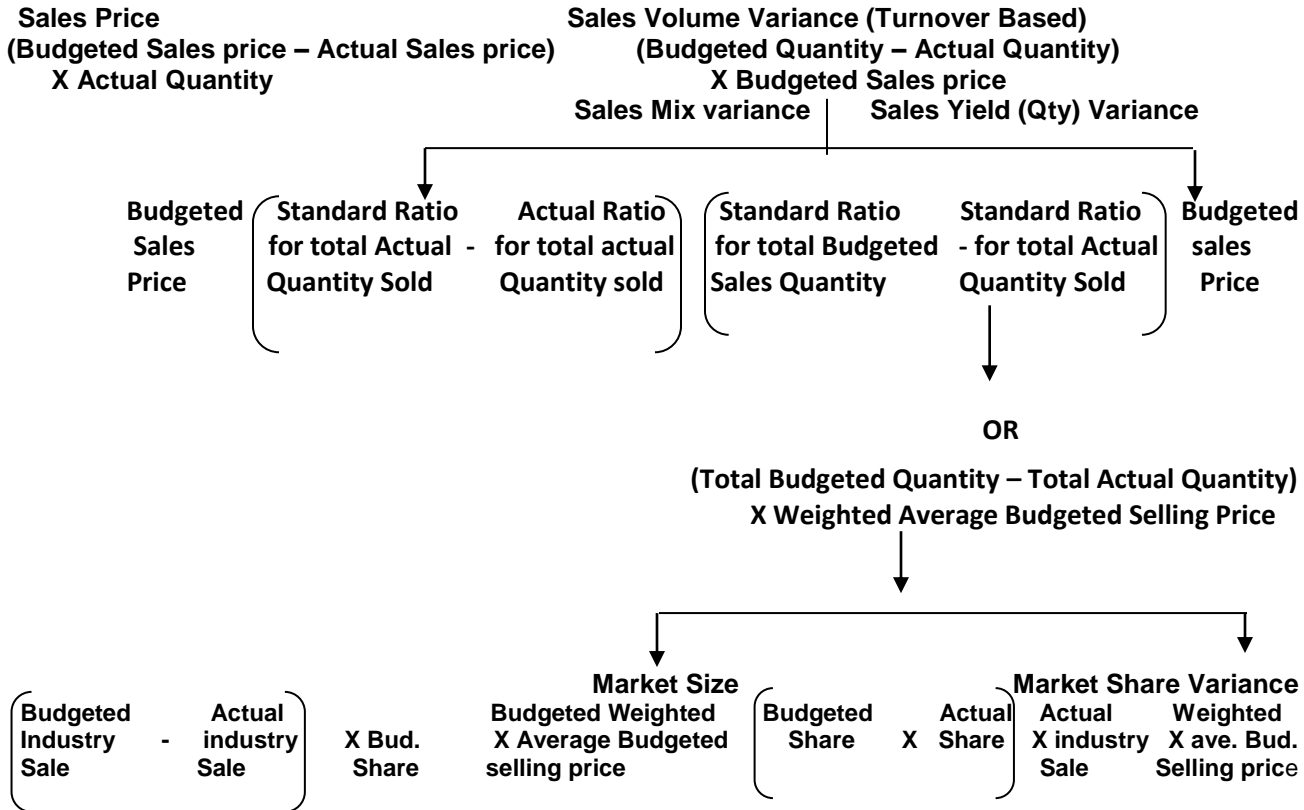 Sales Price Sales Volume Variance (Turnover Based)
(Budgeted Sales price – Actual Sales price) (Budgeted Quantity – Actual Quantity)
X Actual Quantity X Budgeted Sales price
Sales Mix variance Sales Yield (Qty) Variance
Budgeted Standard Ratio Actual Ratio Standard Ratio Standard Ratio Budgeted
Sales for total Actual - for total actual for total Budgeted - for total Actual sales
Price Quantity Sold Quantity sold Sales Quantity Quantity Sold Price
OR
(Total Budgeted Quantity – Total Actual Quantity)
X Weighted Average Budgeted Selling Price
Market Size Market Share Variance
Budgeted Actual Budgeted Weighted Budgeted Actual Actual Weighted
Industry - industry X Bud. X Average Budgeted Share X Share X industry X ave. Bud.
Sale Sale Share selling price Sale Selling price